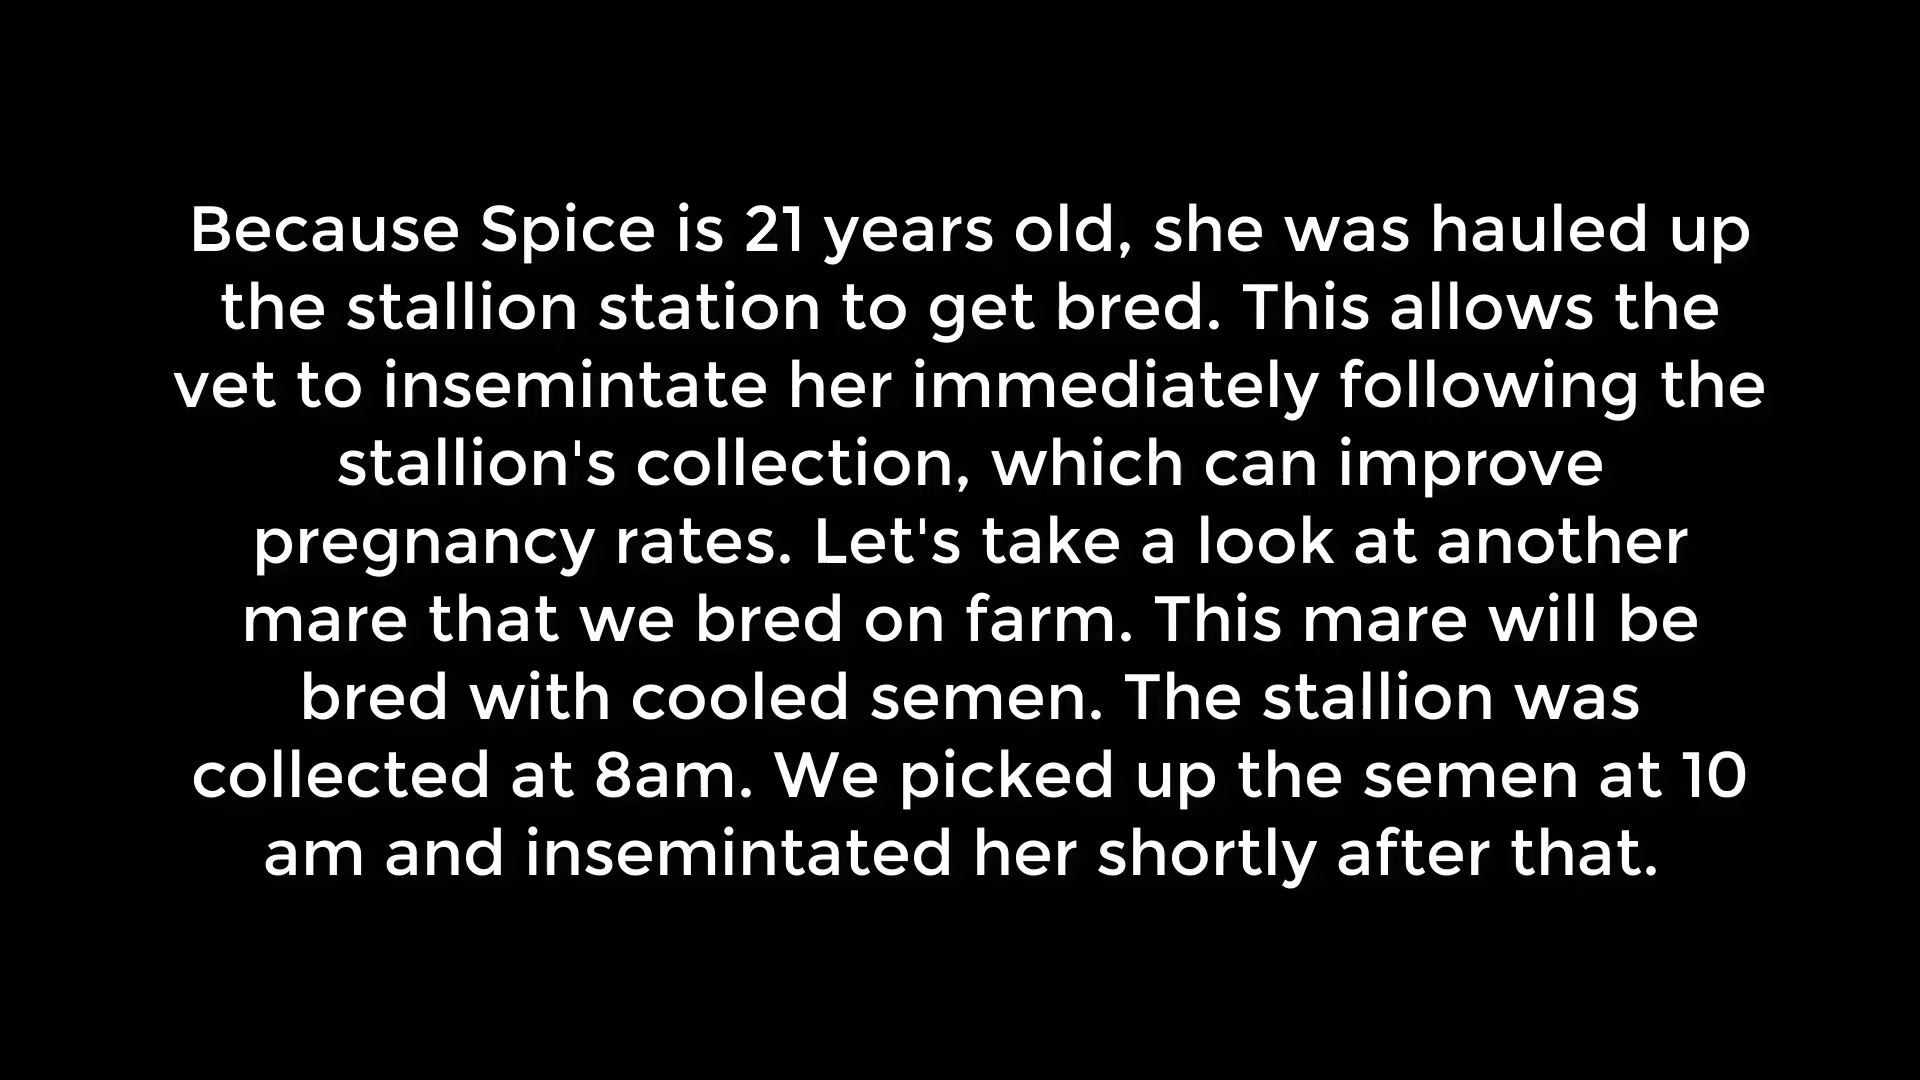 Because Spice is 21 years old, she was hauled up
the stallion station to get bred. This allows the
vet to insemintate her immediately following the
stallion's collection, which can improve
pregnancy rates. Let's take a look at another
mare that we bred on farm. This mare will be
bred with cooled semen. The stallion was
collected at 8am. We picked up the semen at 10
am and insemintated her shortly after that.